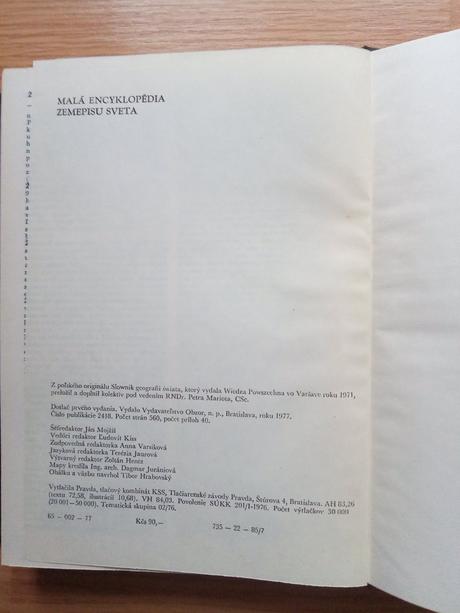 MALÁ ENCYKLOPÉDIA
ZEMEPISU SVETA
Z poľského originálu Słownik geografii świata, ktorý vydala Wiedza Powszechna vo Varšave roku 1971,
preložil a doplnil kolektív pod vedením RNDr. Petra Mariota, CSc.
Dotlač prvého vydania. Vydalo Vydavateľstvo Obzor, n. p., Bratislava, roku 1977.
Číslo publikácie 2418. Počet strán 560, počet príloh 40.
Šéfredaktor Ján Mojžiš
Vedúci redaktor Ľudovít Kiss
Zodpovedná redaktorka Anna Varsiková
Jazyková redaktorka Terézia Jaurová
Výtvarný redaktor Zoltán Hencz
Mapy kreslila Ing. arch. Dagmar Jurániová
Obálku a väzbu navrhol Tibor Hrabovský
Vytlačila Pravda, tlačový kombinát KSS, Tlačiarenské závody Pravda, Štúrova 4, Bratislava. AH 83,26
(textu 72,58, ilustrácií 10,68). VH 84,03. Povolenie SÚKK 201/I-1976. Počet výtlačkov 30 000
(20 001—50 000). Tematická skupina 02/76.
65 — 002 — 77 Kčs 90,— 735 — 22 — 85/7